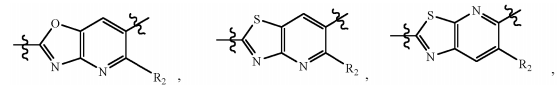 O
N N R₂ ,
S
N N R₂ ,
S N
N R₂ ,